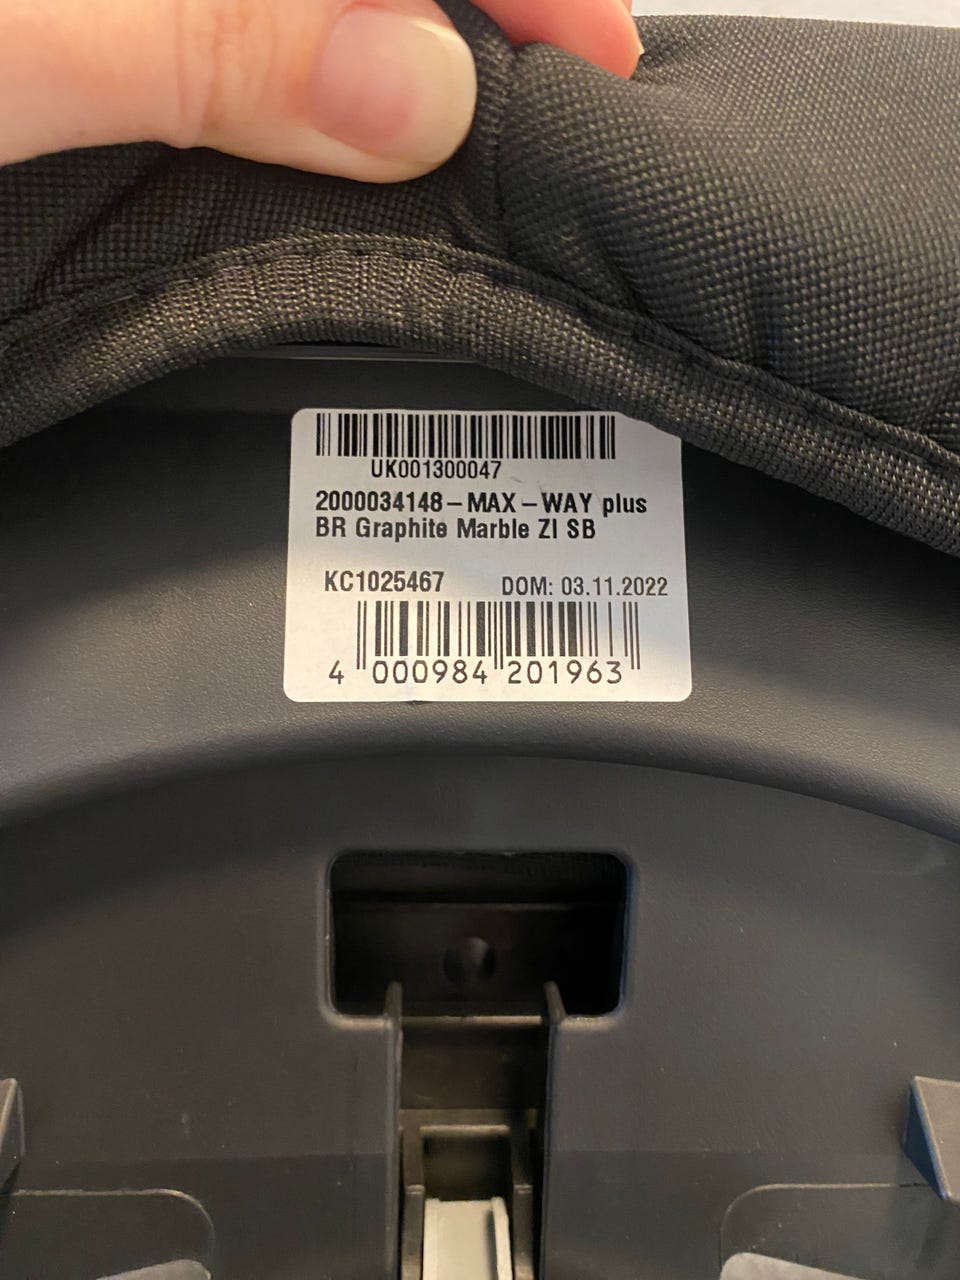 UK001300047
2000034148-MAX-WAY plus
BR Graphite Marble ZI SB
KC1025467 DOM: 03.11.2022
4 000984 201963